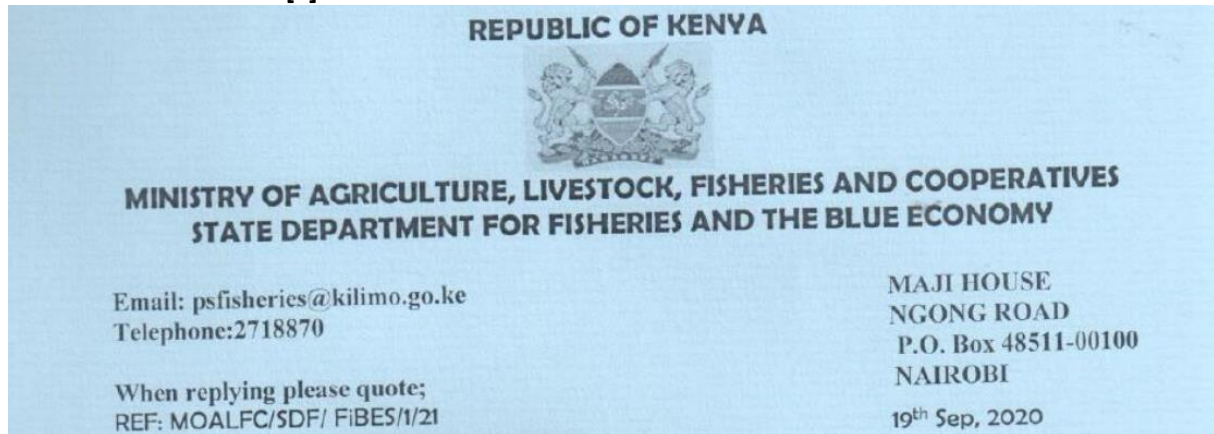 REPUBLIC OF KENYA
MINISTRY OF AGRICULTURE, LIVESTOCK, FISHERIES AND COOPERATIVES
STATE DEPARTMENT FOR FISHERIES AND THE BLUE ECONOMY
Email: psfisheries@kilimo.go.ke
Telephone:2718870
When replying please quote;
REF: MOALFC/SDF/ FiBES/1/21
MAJI HOUSE
NGONG ROAD
P.O. Box 48511-00100
NAIROBI
19th Sep, 2020